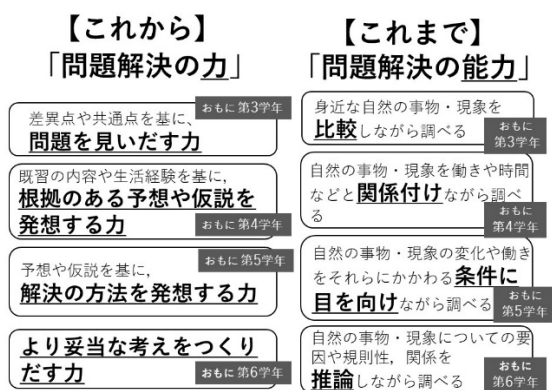 【これから】
「問題解決の力」
差異点や共通点を基に、
問題を見いだす力
おもに第3学年
既習の内容や生活経験を基に，
根拠のある予想や仮説を
発想する力
おもに第4学年
予想や仮説を基に，
解決の方法を発想する力
おもに第5学年
より妥当な考えをつくり
だす力
おもに第6学年
【これまで】
「問題解決の能力」
身近な自然の事物・現象を
比較しながら調べる
おもに
第3学年
自然の事物・現象を働きや時間
などと関係付けながら調べ
る
おもに
第4学年
自然の事物・現象の変化や働き
をそれらにかかわる条件に
目を向けながら調べる
おもに
第5学年
自然の事物・現象についての要
因や規則性，関係を
推論しながら調べる
おもに
第6学年